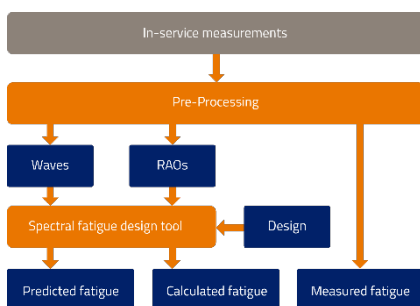 In-service measurements
Pre-Processing
Waves
RAOs
Spectral fatigue design tool
Design
Predicted fatigue
Calculated fatigue
Measured fatigue